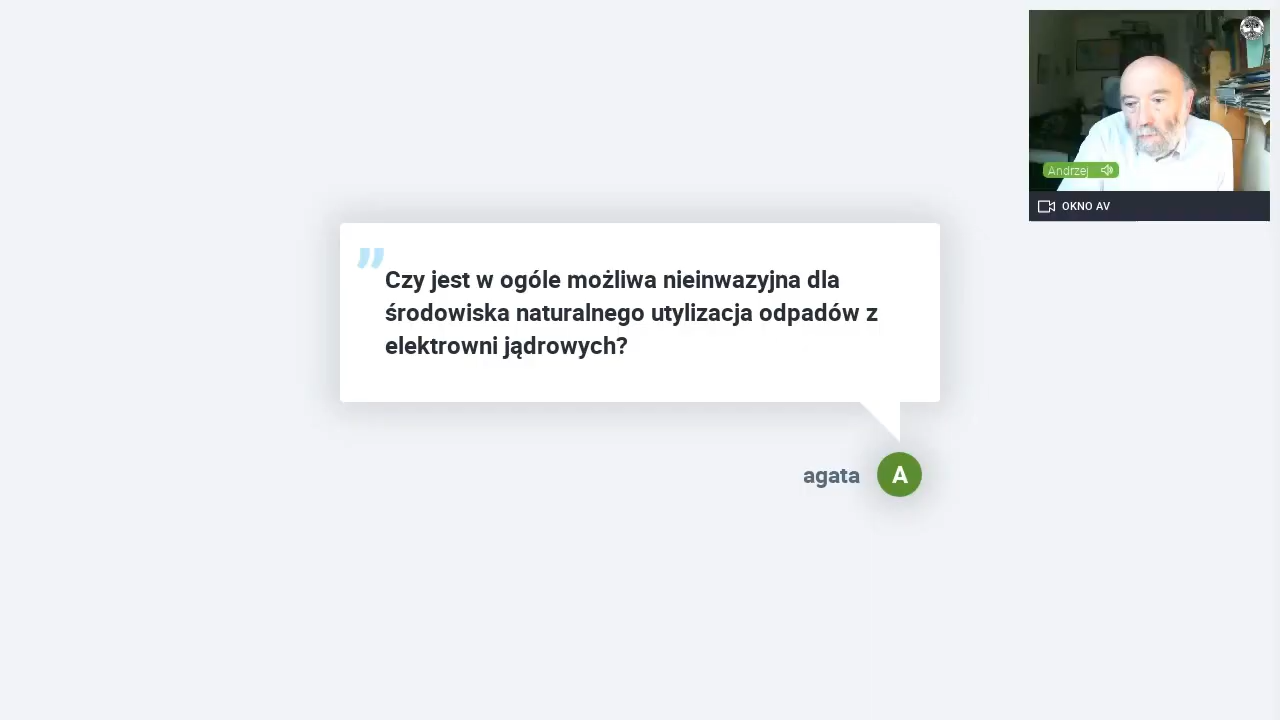 Andrzej
OKNO AV
Czy jest w ogóle możliwa nieinwazyjna dla
środowiska naturalnego utylizacja odpadów z
elektrowni jądrowych?
agata
A